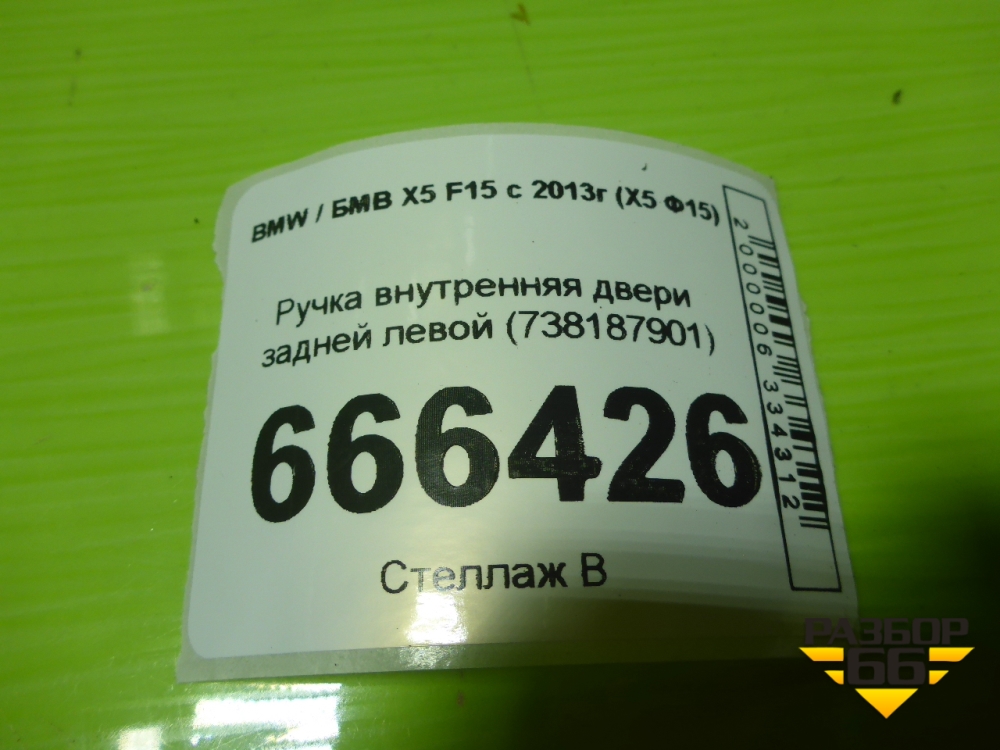 BMW / БМВ X5 F15 с 2013г (X5 Ф15)
Ручка внутренняя двери
задней левой (738187901)
666426
Стеллаж В
2000006334312
РАЗБОР
66